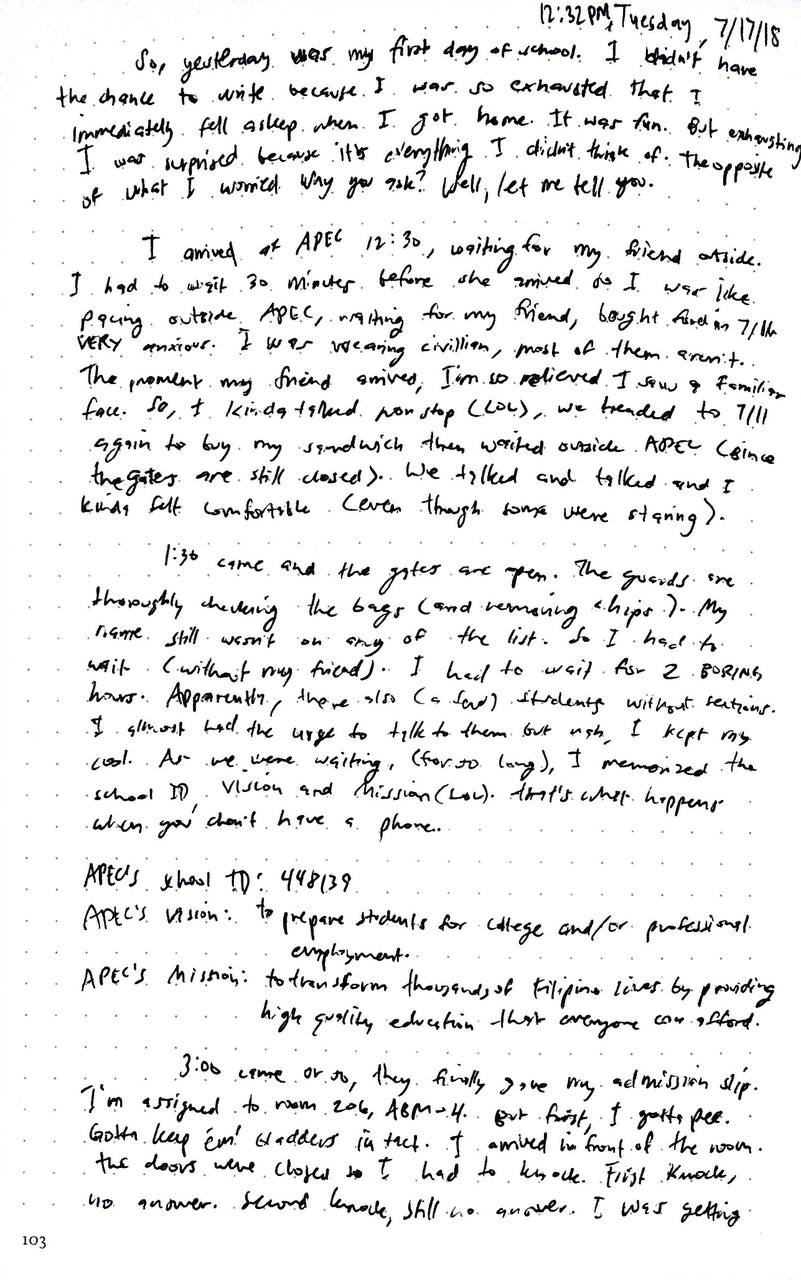 12:32PM, Tuesday, 7/17/18
So, yesterday was my first day of school. I didn't have
the chance to write because I was so exhausted that I
immediately fell asleep when I got home. It was fun. But exhausting
I was surprised because it's everything I didn't think of. The opposite
of what I worried. Why you ask? Well, let me tell you.
I arrived at APEC 12:30, waiting for my friend otside.
I had to wait 30 minutes before she arrived so I was like
pacing outside APEC, waiting for my friend, bought food in 7/11
VERY anxious. I was wearing civillian, most of them aren't.
The moment my friend arrived, I'm so relieved I saw a familiar
face. So, I kinda talked non stop (LOL), we headed to 7/11
again to buy my sandwich then waited outside APEC (since
the gates are still closed). We talked and talked and I
kinda felt comfortable (even though some were staring).
1:30 came and the gates are open. The guards are
thoroughly checking the bags (and removing chips). My
name still wasn't on any of the list. So I had to
wait (without my friend). I had to wait for 2 BORING
hours. Apparently, there also (a few) students without sections.
I almost had the urge to talk to them but nah, I kept my
cool. As we were waiting, (for so long), I memorized the
school ID, Vision and Mission (LOL). that's what happens
when you don't have a phone..
APEC'S school ID: 448139
APEC'S Vision: to prepare students for college and/or professional
employment.
APEC'S Mission: to transform thousands of Filipino lives by providing
high quality education that everyone can afford.
3:00 came or so, they finally gave my admission slip.
I'm assigned to room 206, ABM-4. But first, I gotta pee.
Gotta keep 'em' bladders in tact. I arrived in front of the room.
the doors were closed so I had to knock. First knock,
no answer. Second knock, still no answer. I was getting
103